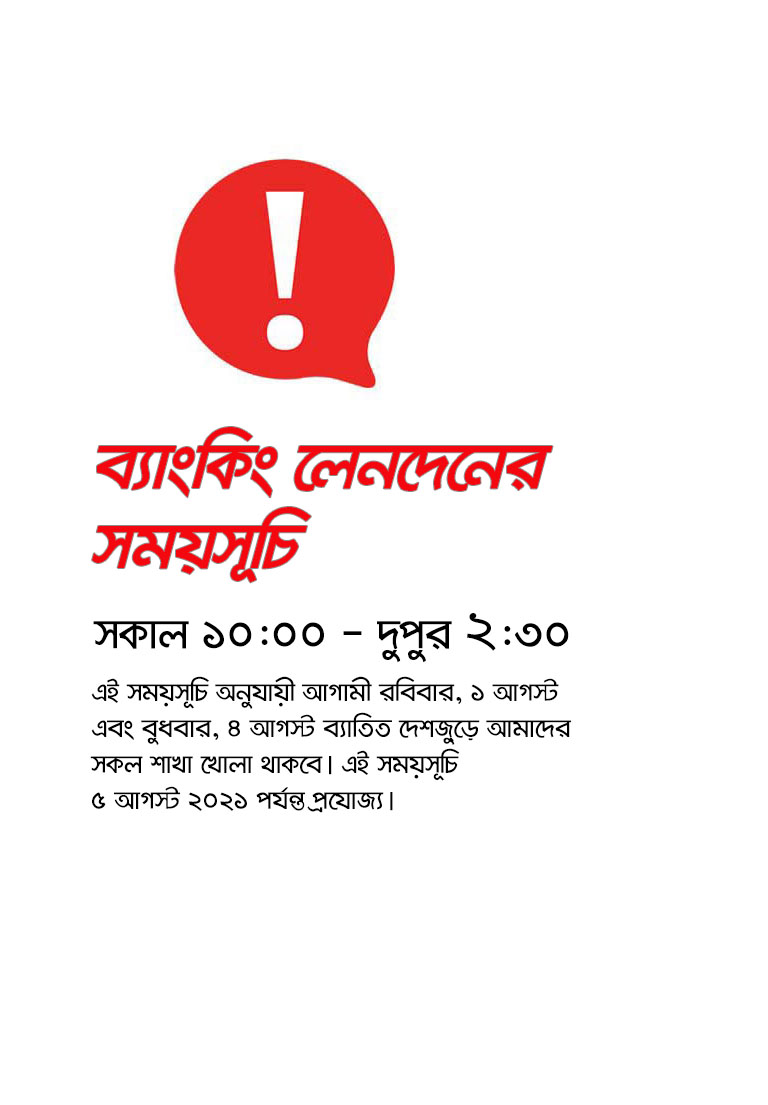 ব্যাংকিং লেনদেনের
সময়সূচি
সকাল ১০:০০ - দুপুর ২:৩০
এই সময়সূচি অনুযায়ী আগামী রবিবার, ১ আগস্ট
এবং বুধবার, ৪ আগস্ট ব্যাতিত দেশজুড়ে আমাদের
সকল শাখা খোলা থাকবে। এই সময়সূচি
৫ আগস্ট ২০২১ পর্যন্ত প্রযোজ্য।